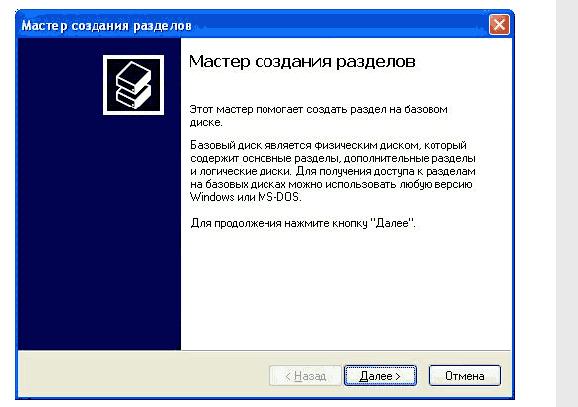 Мастер создания разделов
Мастер создания разделов
Этот мастер помогает создать раздел на базовом
диске.
Базовый диск является физическим диском, который
содержит основные разделы, дополнительные разделы
и логические диски. Для получения доступа к разделам
на базовых дисках можно использовать любую версию
Windows или MS-DOS.
Для продолжения нажмите кнопку "Далее".
< Назад
Далее >
Отмена